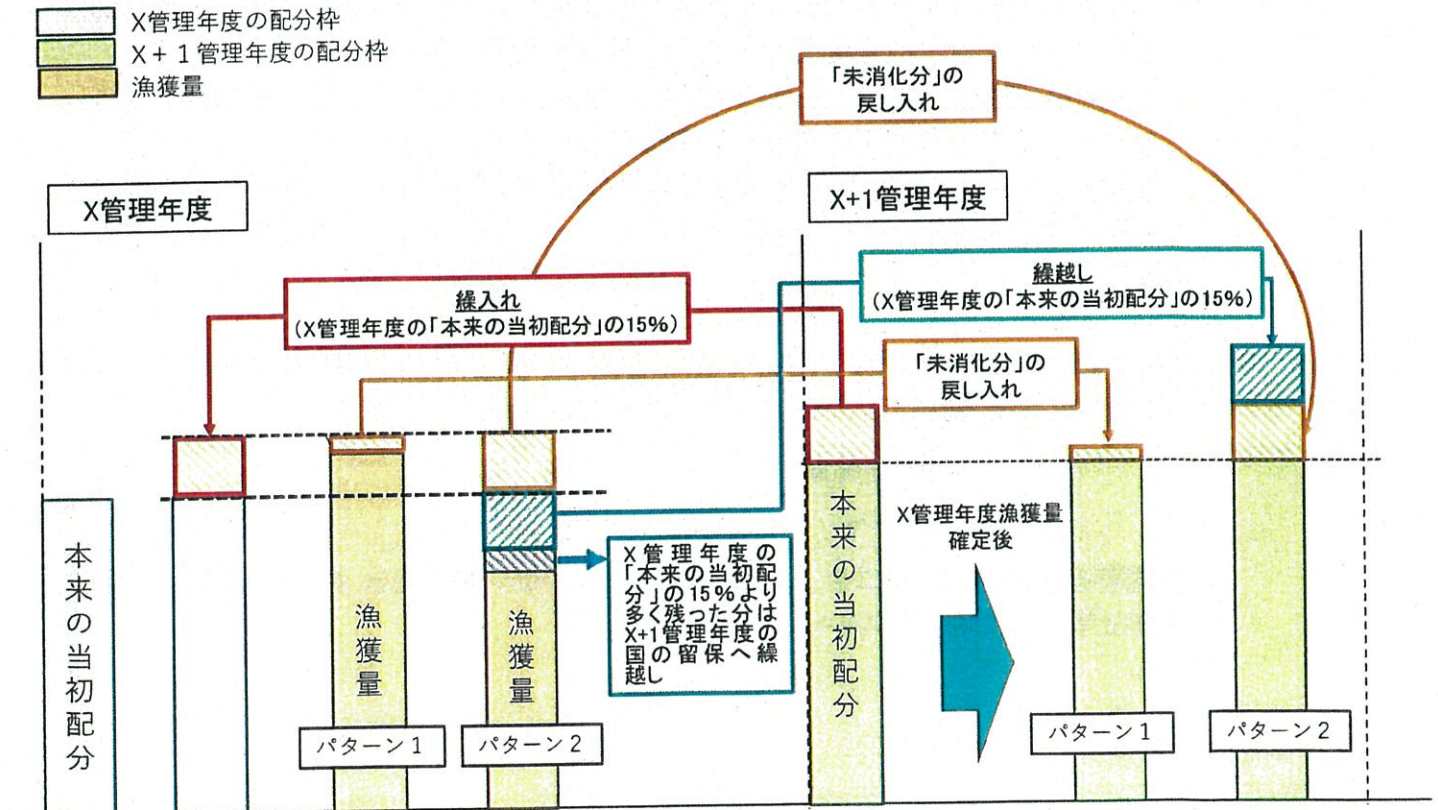 X管理年度の配分枠
X+1管理年度の配分枠
漁獲量
「未消化分」の
戻し入れ
X管理年度
X+1管理年度
繰入れ
(X管理年度の「本来の当初配分」の15%)
繰越し
(X管理年度の「本来の当初配分」の15%)
「未消化分」の
戻し入れ
本来の当初配分
漁獲量
パターン1
漁獲量
パターン2
X管理年度の
「本来の当初配
分」の15%より
多く残った分は
X+1管理年度の
国の留保へ繰
越し
本来の当初配分
X管理年度漁獲量
確定後
パターン1
パターン2